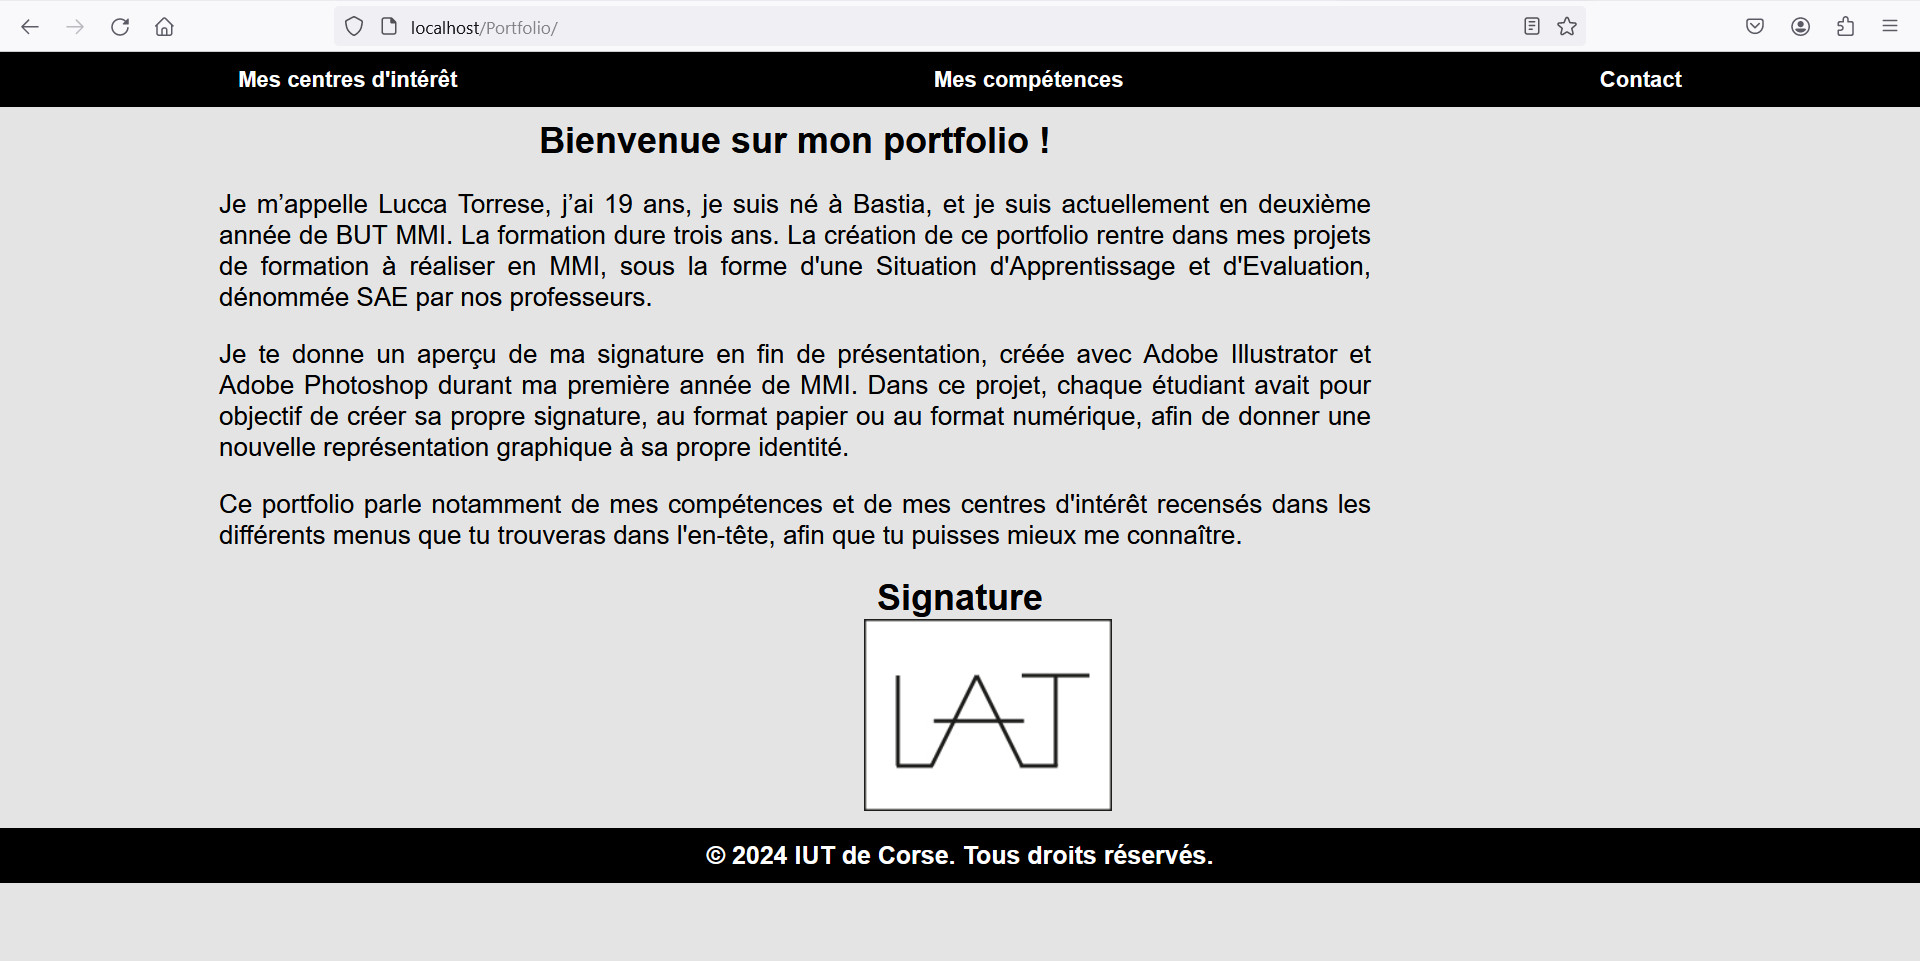 localhost/Portfolio/
Mes centres d'intérêt
Mes compétences
Contact
Bienvenue sur mon portfolio !
Je m’appelle Lucca Torrese, j’ai 19 ans, je suis né à Bastia, et je suis actuellement en deuxième
année de BUT MMI. La formation dure trois ans. La création de ce portfolio rentre dans mes projets
de formation à réaliser en MMI, sous la forme d'une Situation d'Apprentissage et d'Evaluation,
dénommée SAE par nos professeurs.
Je te donne un aperçu de ma signature en fin de présentation, créée avec Adobe Illustrator et
Adobe Photoshop durant ma première année de MMI. Dans ce projet, chaque étudiant avait pour
objectif de créer sa propre signature, au format papier ou au format numérique, afin de donner une
nouvelle représentation graphique à sa propre identité.
Ce portfolio parle notamment de mes compétences et de mes centres d'intérêt recensés dans les
différents menus que tu trouveras dans l'en-tête, afin que tu puisses mieux me connaître.
Signature
LAT
© 2024 IUT de Corse. Tous droits réservés.